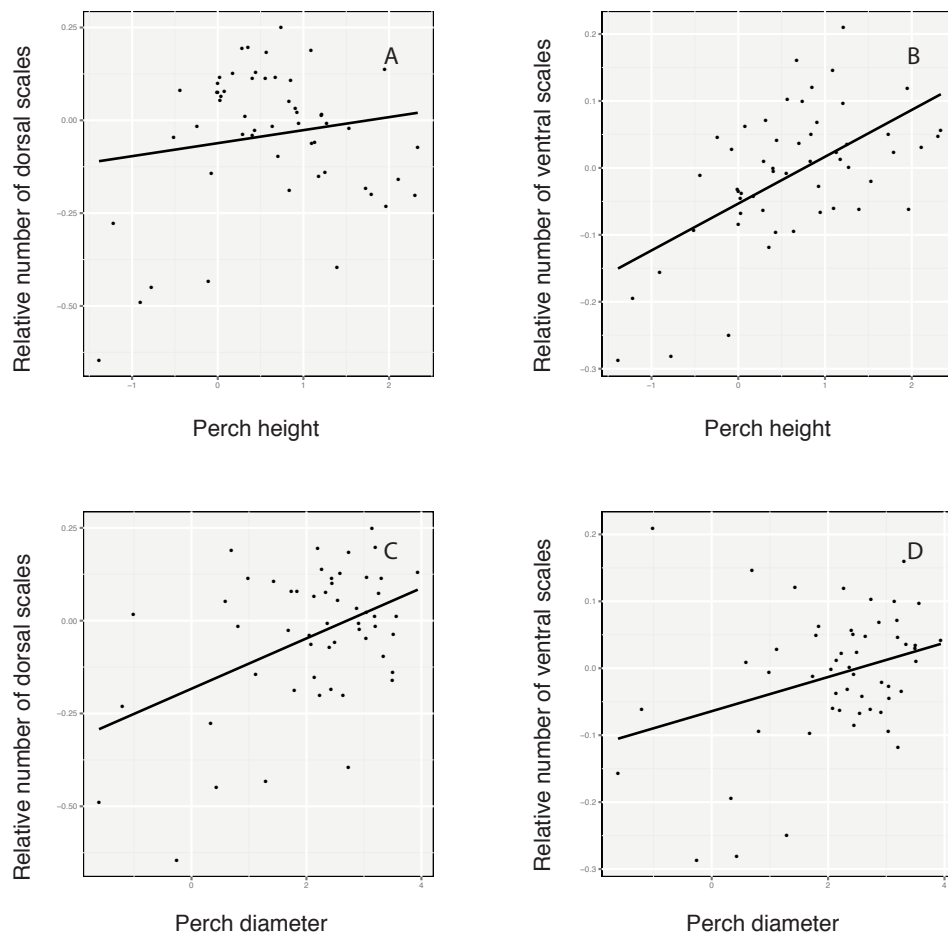 Relative number of dorsal scales
0.25
0.00
−0.25
−0.50
A
−1
0
1
2
Perch height
Relative number of ventral scales
0.2
0.1
0.0
−0.1
−0.2
−0.3
B
−1
0
1
2
Perch height
Relative number of dorsal scales
0.25
0.00
−0.25
−0.50
C
0
2
4
Perch diameter
Relative number of ventral scales
0.2
0.1
0.0
−0.1
−0.2
−0.3
D
0
2
4
Perch diameter